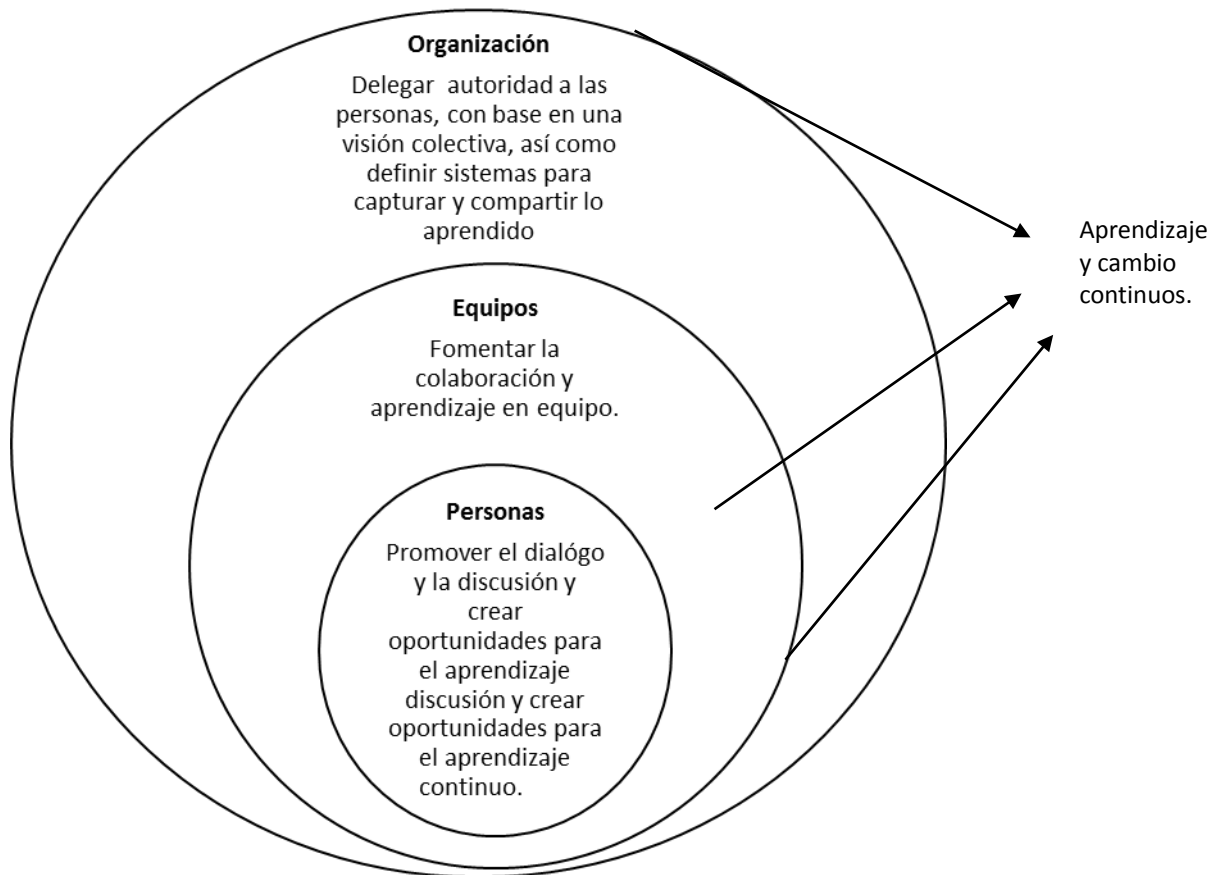 Organización
Delegar autoridad a las
personas, con base en una
visión colectiva, así como
definir sistemas para
capturar y compartir lo
aprendido
Equipos
Fomentar la
colaboración y
aprendizaje en equipo.
Personas
Promover el dialógo
y la discusión y
crear
oportunidades para
el aprendizaje
discusión y crear
oportunidades para
el aprendizaje
continuo.
Aprendizaje
y cambio
continuos.